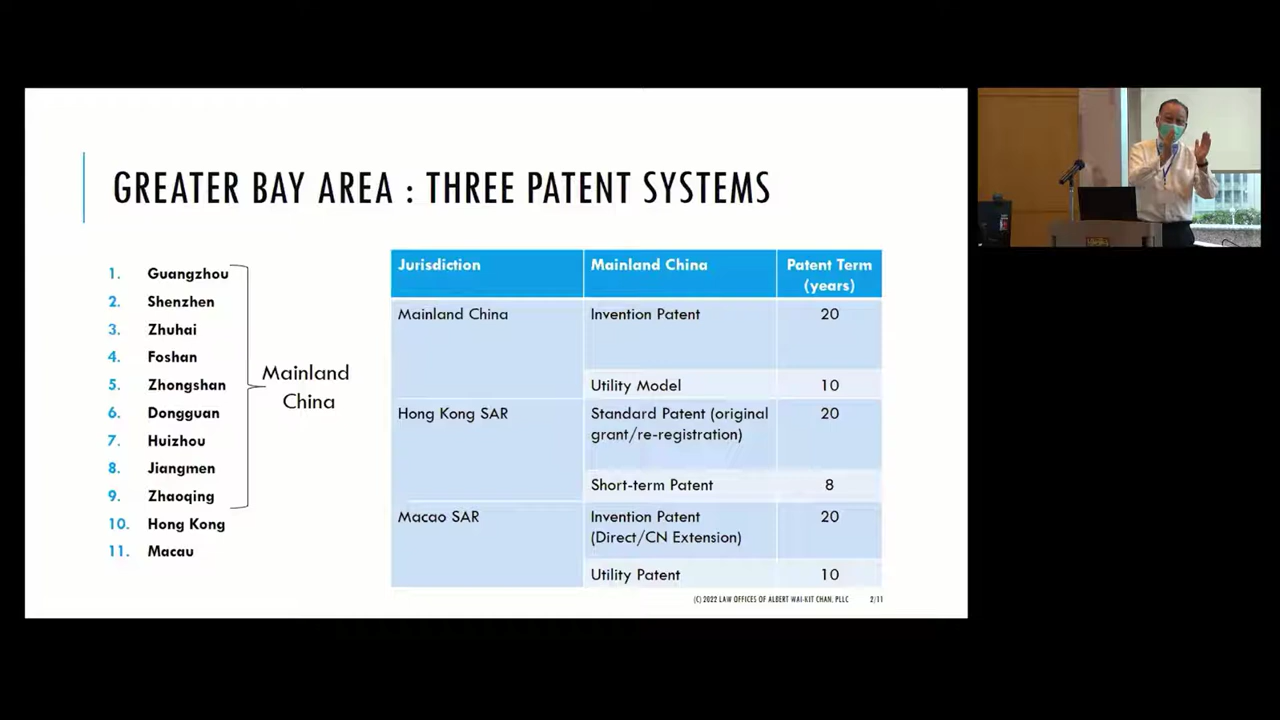 GREATER BAY AREA : THREE PATENT SYSTEMS
1. Guangzhou
2. Shenzhen
3. Zhuhai
4. Foshan
5. Zhongshan
6. Dongguan
7. Huizhou
8. Jiangmen
9. Zhaoqing
10. Hong Kong
11. Macau
Mainland
China
Jurisdiction Mainland China Patent Term
(years)
Mainland China Invention Patent 20
Utility Model 10
Hong Kong SAR Standard Patent (original 20
grant/re-registration)
Short-term Patent 8
Macao SAR Invention Patent 20
(Direct/CN Extension)
Utility Patent 10
(C) 2022 LAW OFFICES OF ALBERT WAI-KIT CHAN, PLLC 2/11